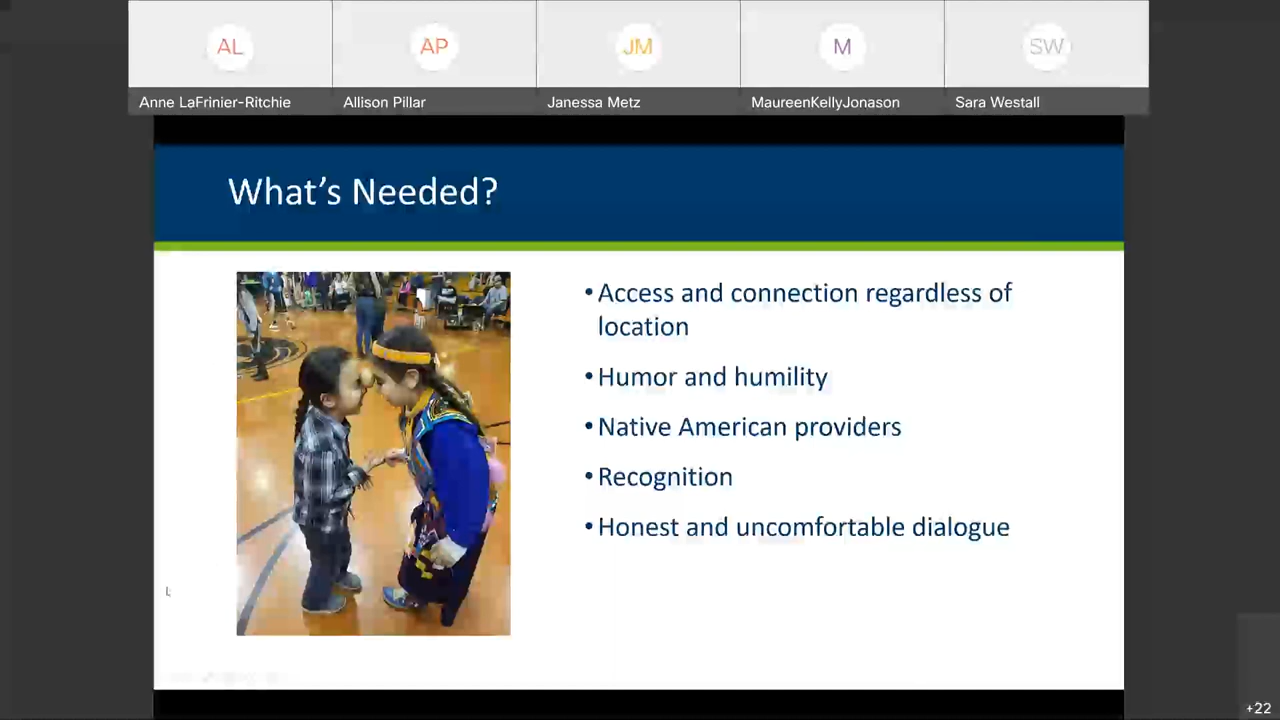 AL
AP
JM
M
SW
Anne LaFrinier-Ritchie
Allison Pillar
Janessa Metz
MaureenKellyJonason
Sara Westall
What's Needed?
•Access and connection regardless of
location
•Humor and humility
•Native American providers
•Recognition
•Honest and uncomfortable dialogue
+22